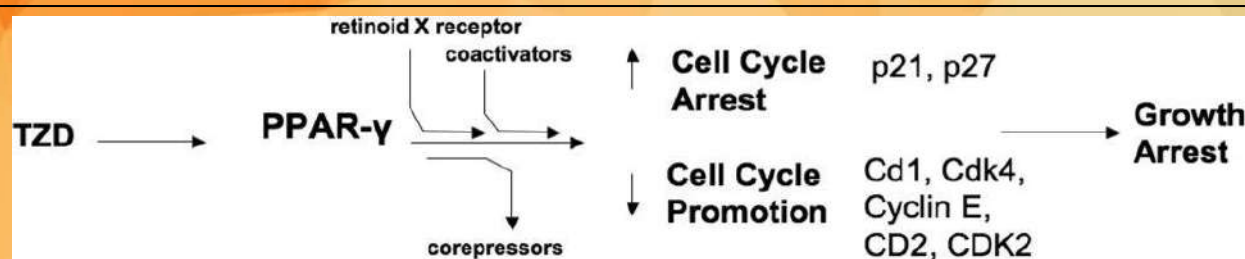 retinoid X receptor
coactivators
TZD
PPAR-γ
corepressors
Cell Cycle
Arrest
p21, p27
Cell Cycle
Promotion
Cd1, Cdk4,
Cyclin E,
CD2, CDK2
Growth
Arrest